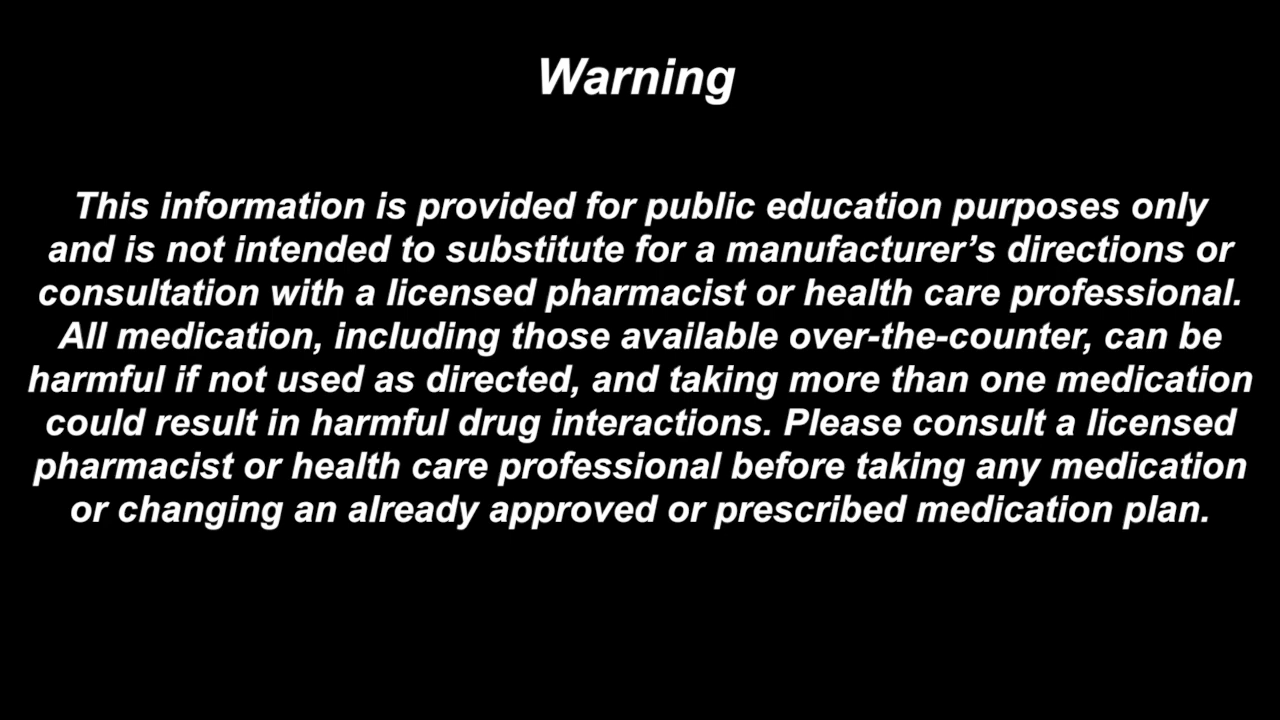 Warning
This information is provided for public education purposes only
and is not intended to substitute for a manufacturer’s directions or
consultation with a licensed pharmacist or health care professional.
All medication, including those available over-the-counter, can be
harmful if not used as directed, and taking more than one medication
could result in harmful drug interactions. Please consult a licensed
pharmacist or health care professional before taking any medication
or changing an already approved or prescribed medication plan.